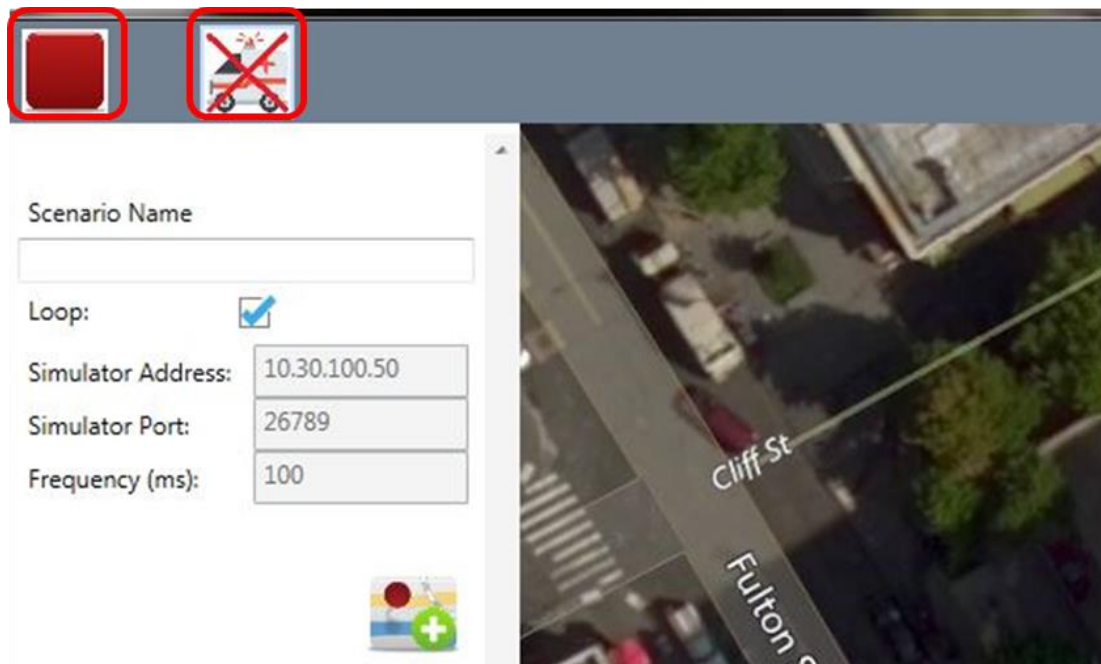 Scenario Name
Loop:
Simulator Address: 10.30.100.50
Simulator Port: 26789
Frequency (ms): 100
Cliff St
Fulton S